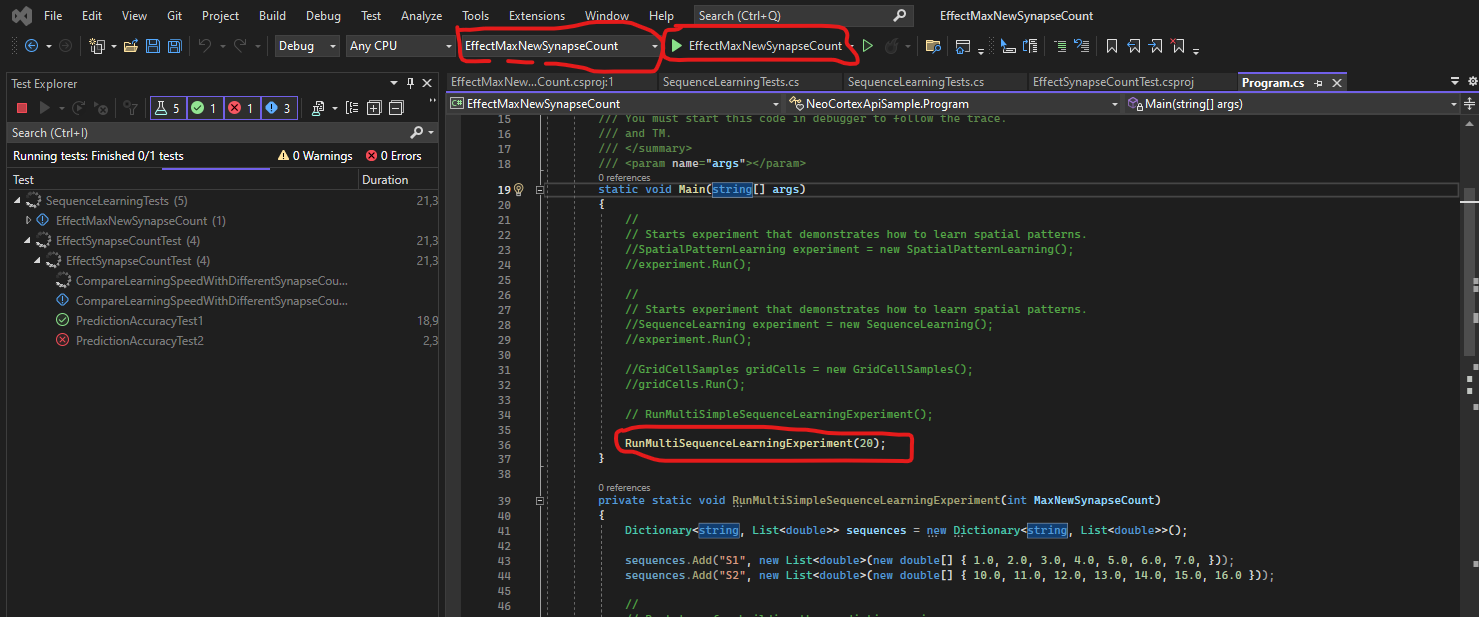 File Edit View Git Project Build Debug Test Analyze Tools Extensions Window Help Search (Ctrl+Q) EffectMaxNewSynapseCount
Debug Any CPU EffectMaxNewSynapseCount EffectMaxNewSynapseCount
Test Explorer
5 1 1 3
Search (Ctrl+I)
Running tests: Finished 0/1 tests 0 Warnings 0 Errors
Test Duration
SequenceLearningTests (5) 21,3
EffectMaxNewSynapseCount (1)
EffectSynapseCountTest (4) 21,3
EffectSynapseCountTest (4) 21,3
CompareLearningSpeedWithDifferentSynapseCou...
CompareLearningSpeedWithDifferentSynapseCou...
PredictionAccuracyTest1 18,9
PredictionAccuracyTest2 2,3
EffectMaxNew...Count.csproj:1 SequenceLearningTests.cs SequenceLearningTests.cs EffectSynapseCountTest.csproj Program.cs
C# EffectMaxNewSynapseCount NeoCortexApiSample.Program Main(string[] args)
15 /// You must start this code in debugger to follow the trace.
16 /// and TM.
17 /// </summary>
18 /// <param name="args"></param>
0 references
19 static void Main(string[] args)
20 {
21 //
22 // Starts experiment that demonstrates how to learn spatial patterns.
23 //SpatialPatternLearning experiment = new SpatialPatternLearning();
24 //experiment.Run();
25
26 //
27 // Starts experiment that demonstrates how to learn spatial patterns.
28 //SequenceLearning experiment = new SequenceLearning();
29 //experiment.Run();
30
31 //GridCellSamples gridCells = new GridCellSamples();
32 //gridCells.Run();
33
34 // RunMultiSimpleSequenceLearningExperiment();
35
36 RunMultiSequenceLearningExperiment(20);
37 }
38
0 references
39 private static void RunMultiSimpleSequenceLearningExperiment(int MaxNewSynapseCount)
40 {
41 Dictionary<string, List<double>> sequences = new Dictionary<string, List<double>>();
42
43 sequences.Add("S1", new List<double>(new double[] { 1.0, 2.0, 3.0, 4.0, 5.0, 6.0, 7.0, }));
44 sequences.Add("S2", new List<double>(new double[] { 10.0, 11.0, 12.0, 13.0, 14.0, 15.0, 16.0 }));
45
46 //